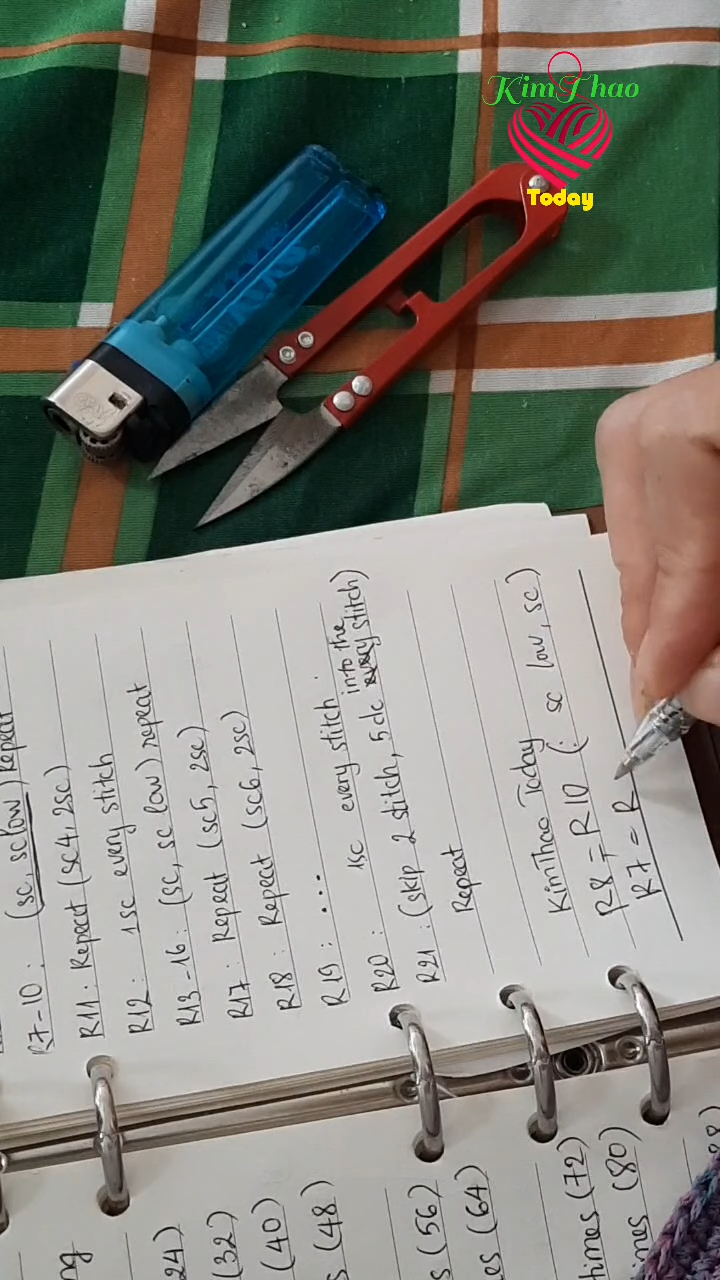 KimThao
Today
(sc, sc low) Repeat
R7-10 :
R11 : Repeat (sc4, 2sc)
R12 : 1sc every stitch
R13-16 : (sc, sc low) repeat
R17 : Repeat (sc5, 2sc)
R18 : Repeat (sc6, 2sc)
R19 : ...
R20 : 1sc every stitch.
R21 : (skip 2 stitch, 5dc into the every stitch)
Repeat
KimThao Today
R8 = R10 (: sc low, sc)
R7 = R
ng
24)
(32)
(40)
s (48)
s (56)
es (64)
times (72)
mes (80)